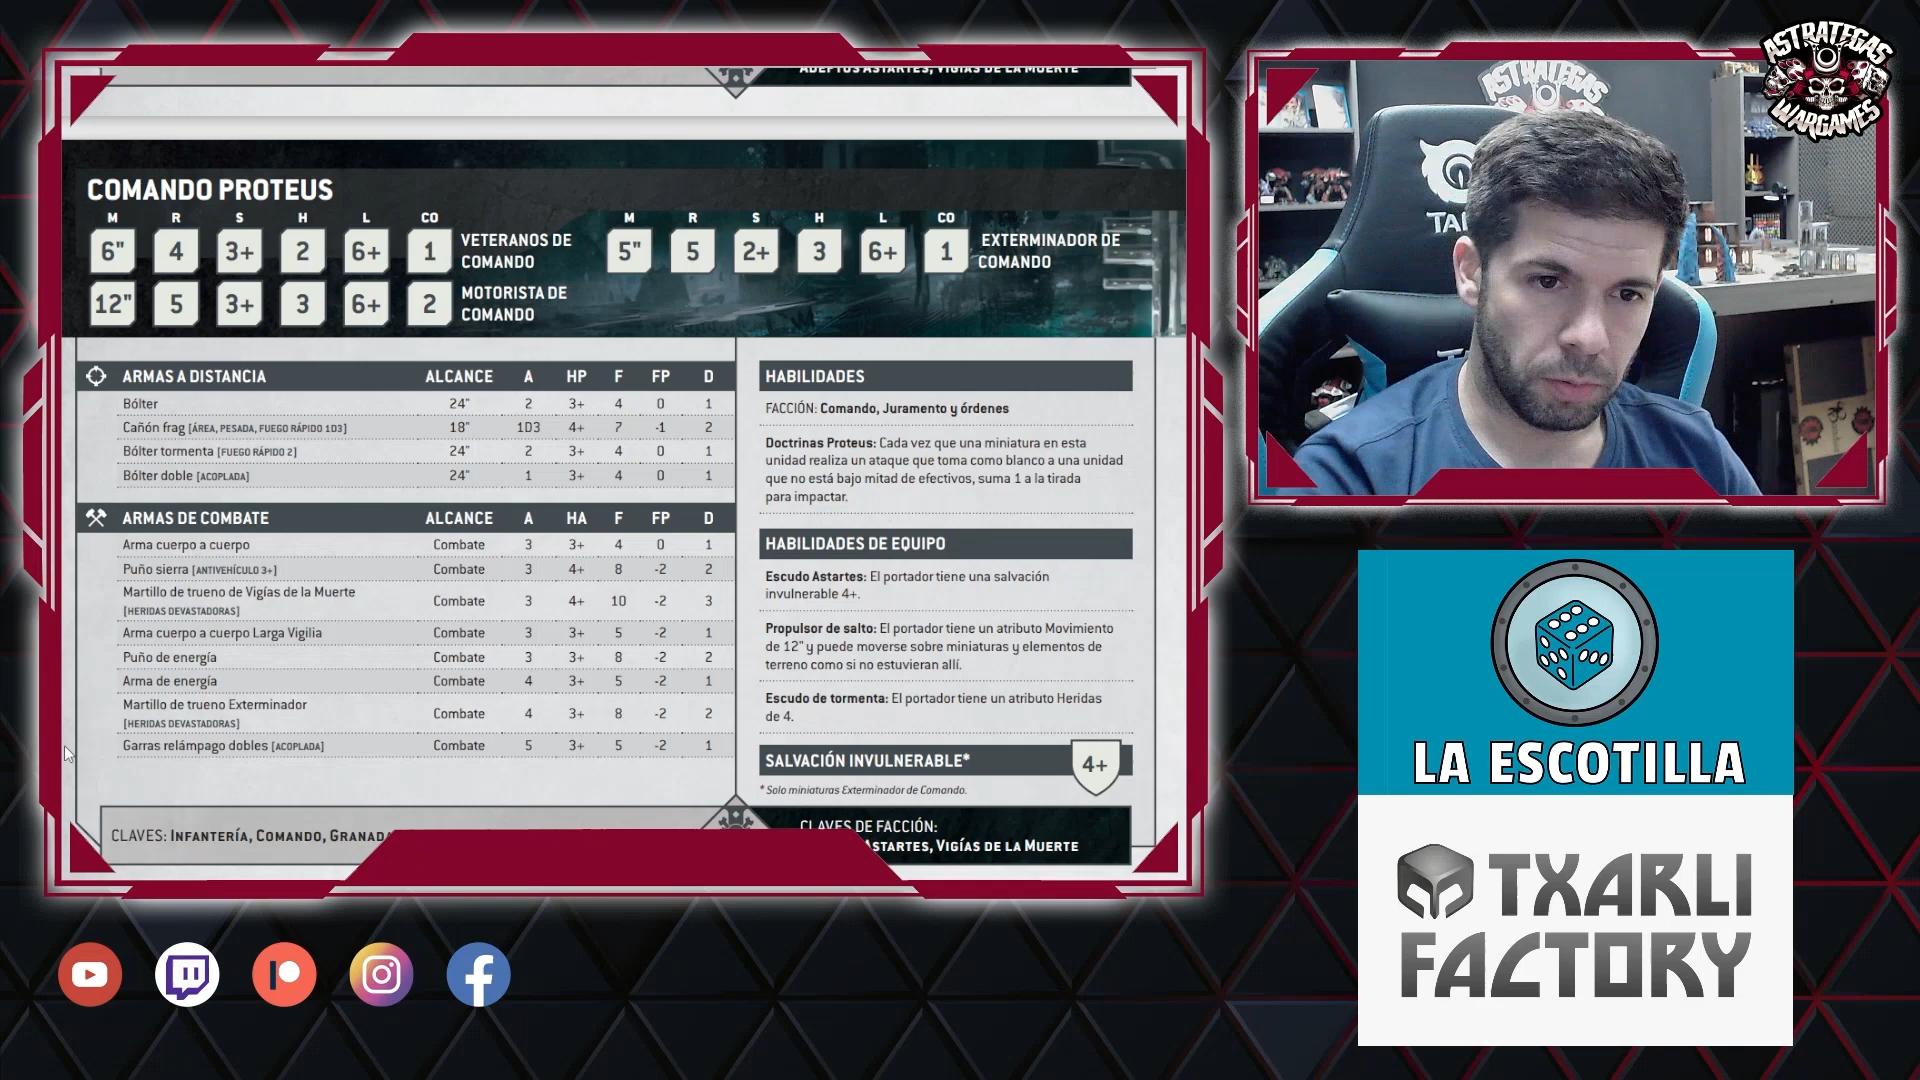 ADEPTUS ASTARTES, VIGÍAS DE LA MUERTE
COMANDO PROTEUS
M R S H L CO
6" 4 3+ 2 6+ 1 VETERANOS DE COMANDO
12" 5 3+ 3 6+ 2 MOTORISTA DE COMANDO
M R S H L CO
5" 5 2+ 3 6+ 1 EXTERMINADOR DE COMANDO
ARMAS A DISTANCIA ALCANCE A HP F FP D
Bólter 24" 2 3+ 4 0 1
Cañón frag [ÁREA, PESADA, FUEGO RÁPIDO 1D3] 18" 1D3 4+ 7 -1 2
Bólter tormenta [FUEGO RÁPIDO 2] 24" 2 3+ 4 0 1
Bólter doble [ACOPLADA] 24" 1 3+ 4 0 1
ARMAS DE COMBATE ALCANCE A HA F FP D
Arma cuerpo a cuerpo Combate 3 3+ 4 0 1
Puño sierra [ANTIVEHÍCULO 3+] Combate 3 4+ 8 -2 2
Martillo de trueno de Vigías de la Muerte
[HERIDAS DEVASTADORAS] Combate 3 4+ 10 -2 3
Arma cuerpo a cuerpo Larga Vigilia Combate 3 3+ 5 -2 1
Puño de energía Combate 3 3+ 8 -2 2
Arma de energía Combate 4 3+ 5 -2 1
Martillo de trueno Exterminador
[HERIDAS DEVASTADORAS] Combate 4 3+ 8 -2 2
Garras relámpago dobles [ACOPLADA] Combate 5 3+ 5 -2 1
CLAVES: INFANTERÍA, COMANDO, GRANADA
HABILIDADES
FACCIÓN: Comando, Juramento y órdenes
Doctrinas Proteus: Cada vez que una miniatura en esta
unidad realiza un ataque que toma como blanco a una unidad
que no está bajo mitad de efectivos, suma 1 a la tirada
para impactar.
HABILIDADES DE EQUIPO
Escudo Astartes: El portador tiene una salvación
invulnerable 4+.
Propulsor de salto: El portador tiene un atributo Movimiento
de 12" y puede moverse sobre miniaturas y elementos de
terreno como si no estuvieran allí.
Escudo de tormenta: El portador tiene un atributo Heridas
de 4.
SALVACIÓN INVULNERABLE* 4+
* Solo miniaturas Exterminador de Comando.
CLAVES DE FACCIÓN:
ASTARTES, VIGÍAS DE LA MUERTE
ASTRATEGAS
WARGAMES
ASTRATEGAS
LA ESCOTILLA
TXARLI
FACTORY